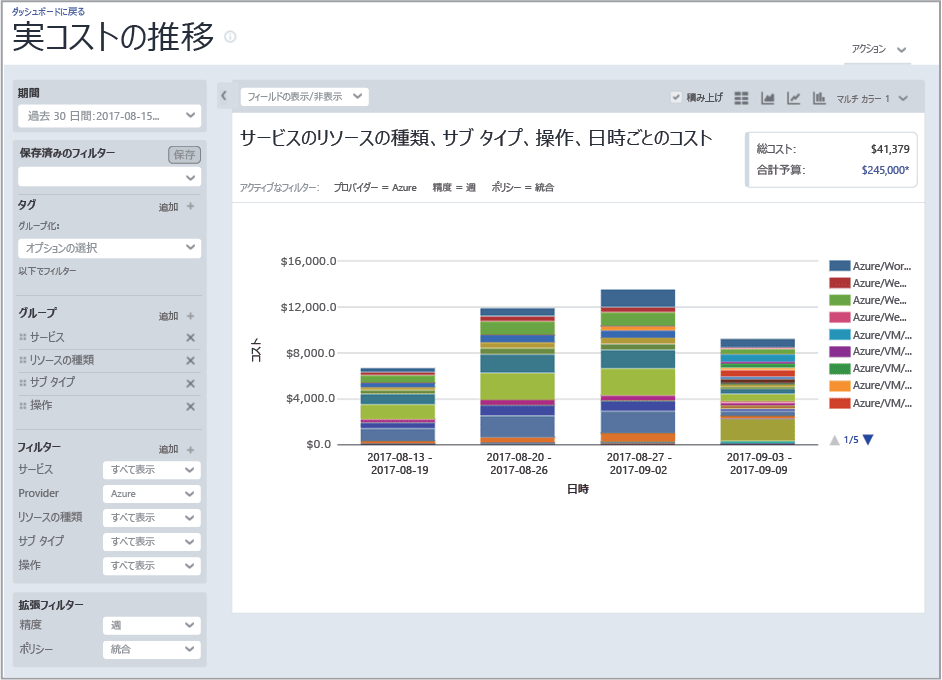 ダッシュボードに戻る
実コストの推移
アクション
期間
過去 30 日間:2017-08-15...
保存済みのフィルター 保存
タグ 追加 +
グループ化:
オプションの選択
以下でフィルター
グループ 追加 +
サービス
リソースの種類
サブ タイプ
操作
フィルター 追加 +
サービス すべて表示
Provider Azure
リソースの種類 すべて表示
サブ タイプ すべて表示
操作 すべて表示
拡張フィルター
精度 週
ポリシー 統合
フィールドの表示/非表示
積み上げ
マルチ カラー 1
サービスのリソースの種類、サブ タイプ、操作、日時ごとのコスト
総コスト: $41,379
合計予算: $245,000*
アクティブなフィルター: プロバイダー = Azure 精度 = 週 ポリシー = 統合
$16,000.0
$12,000.0
$8,000.0
$4,000.0
$0.0
コスト
2017-08-13 -
2017-08-19
2017-08-20 -
2017-08-26
2017-08-27 -
2017-09-02
2017-09-03 -
2017-09-09
日時
Azure/Wor...
Azure/We...
Azure/We...
Azure/We...
Azure/VM/...
Azure/VM/...
Azure/VM/...
Azure/VM/...
Azure/VM/...
1/5